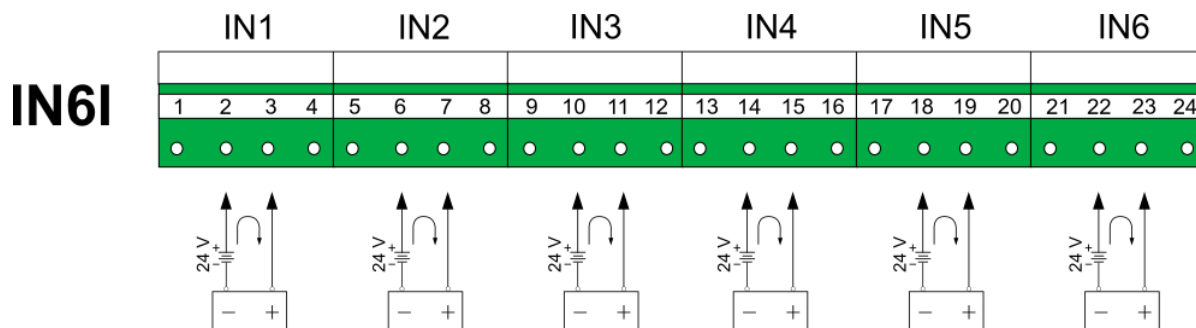 IN1 IN2 IN3 IN4 IN5 IN6
IN6I
1 2 3 4 5 6 7 8 9 10 11 12 13 14 15 16 17 18 19 20 21 22 23 24
24 V + − 24 V + − 24 V + − 24 V + − 24 V + − 24 V + −
− + − + − + − + − + − +